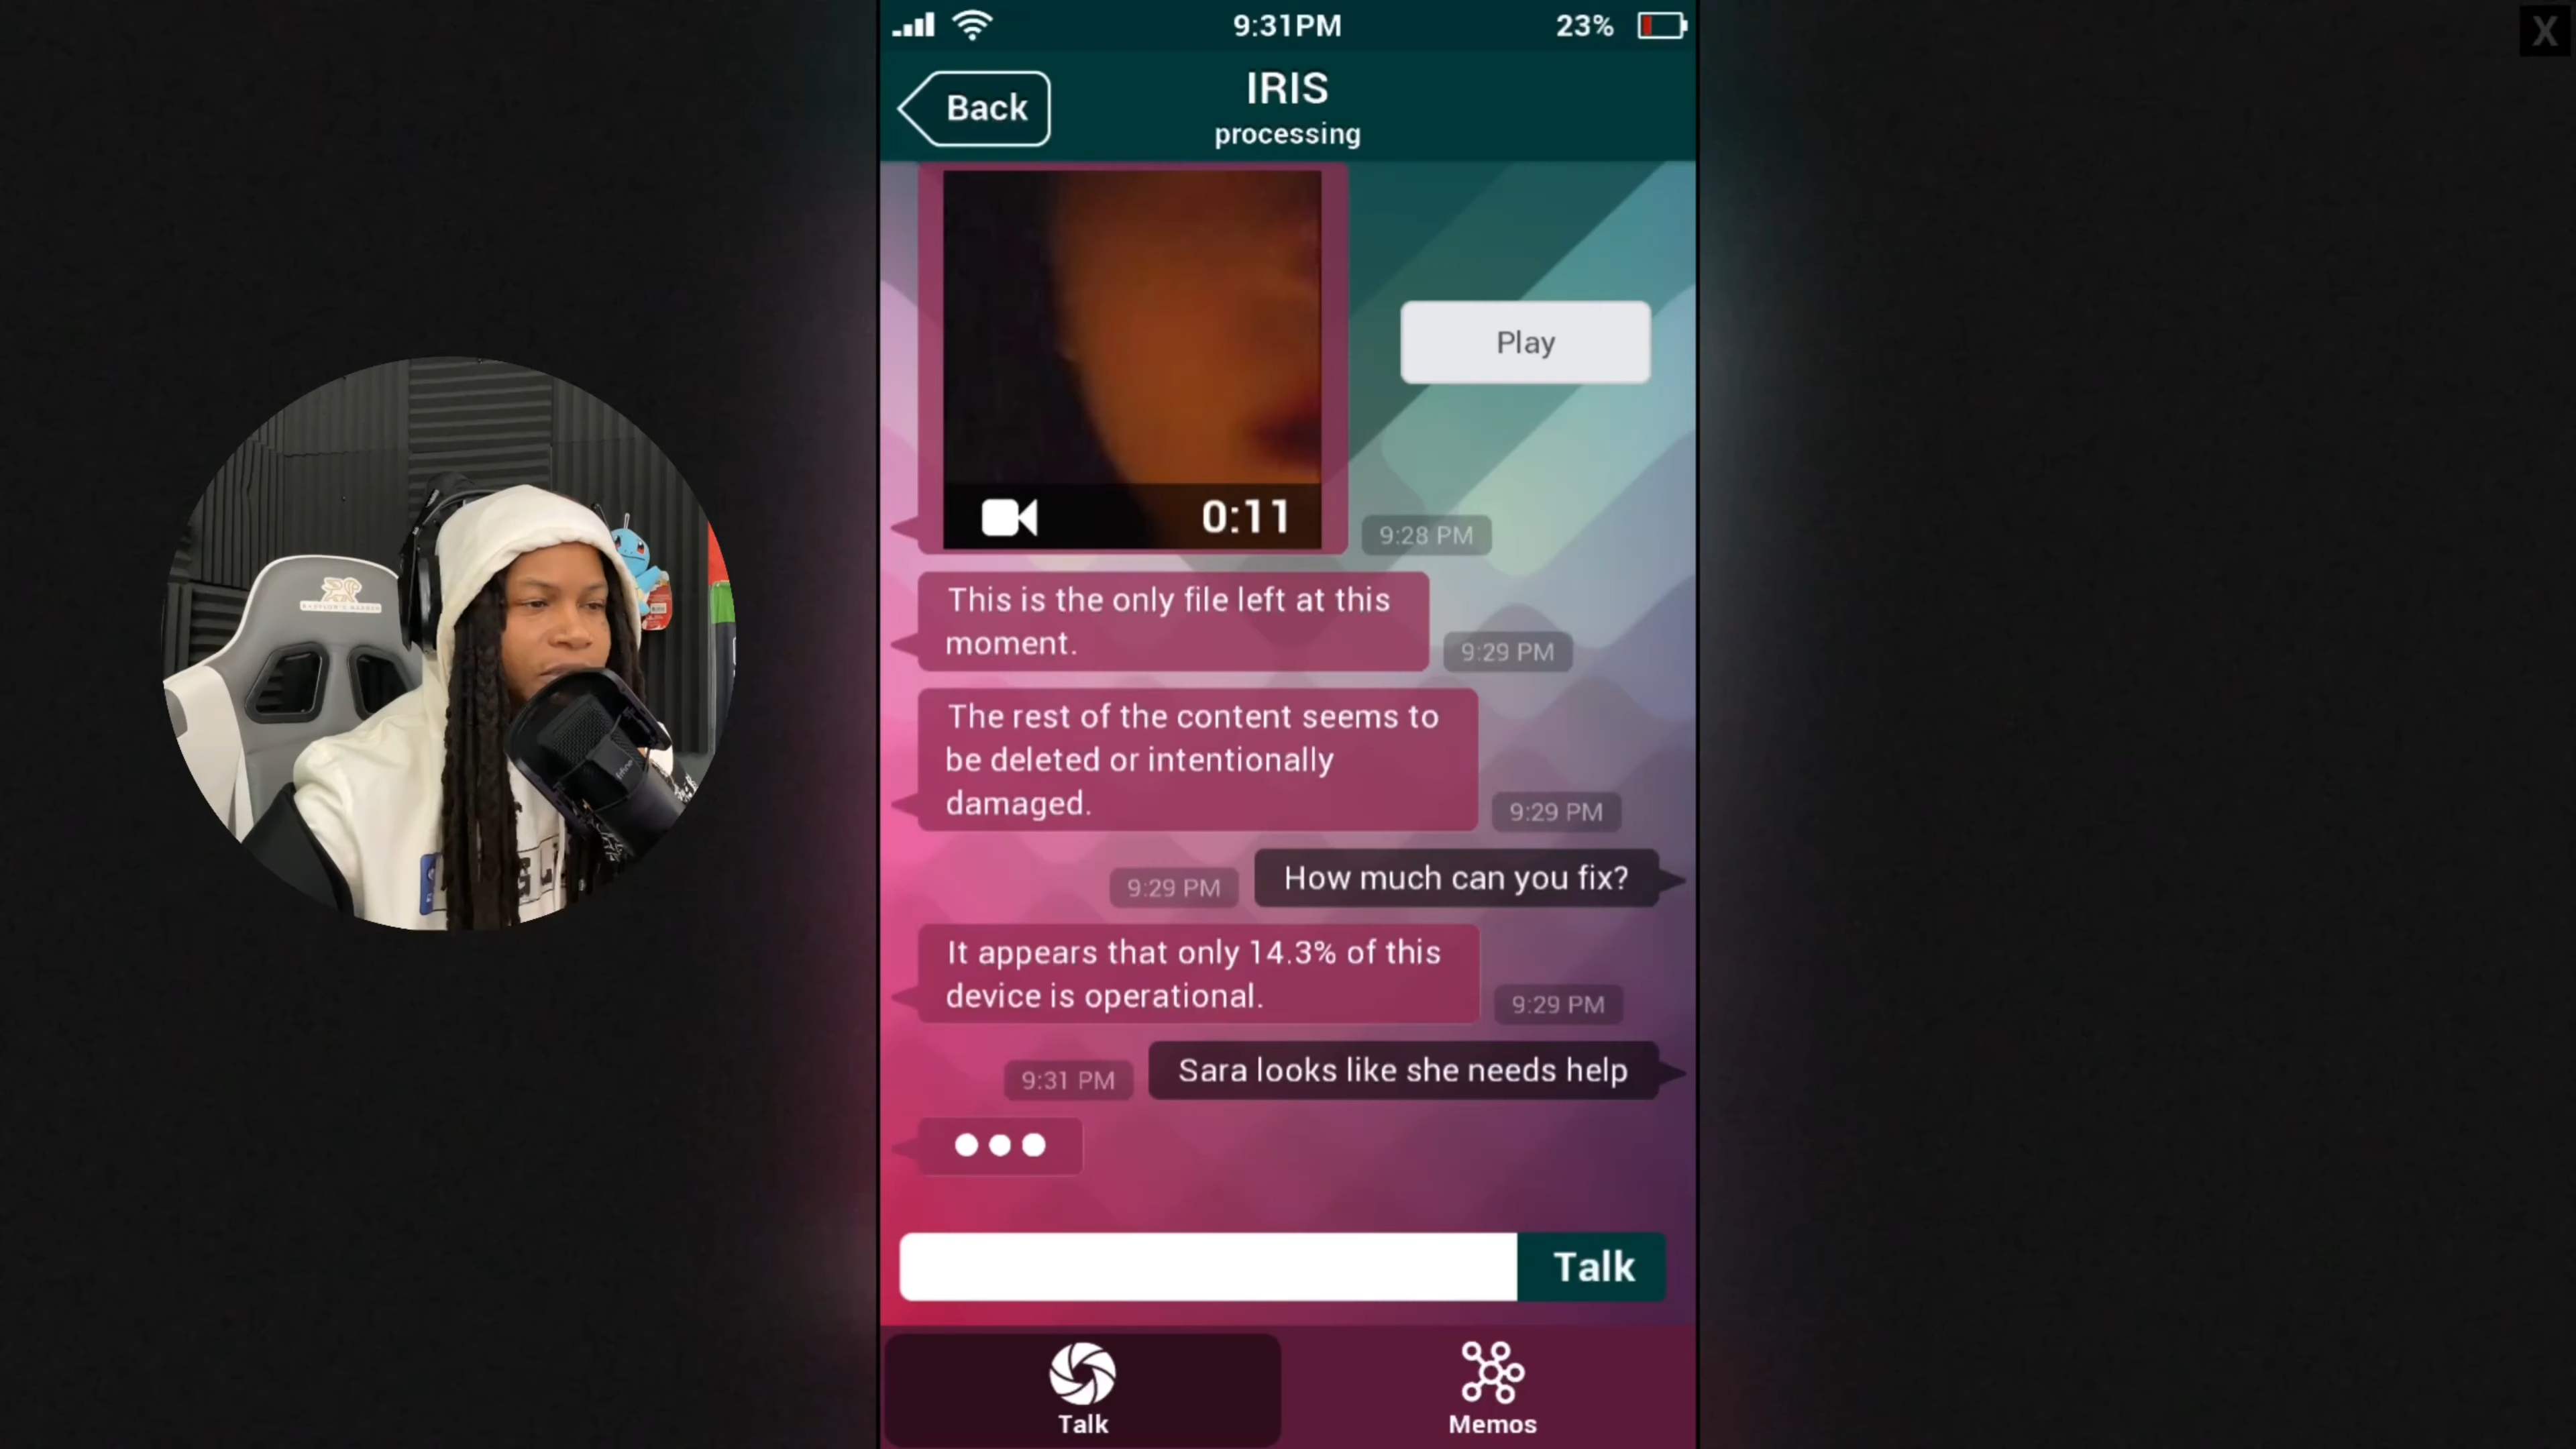 9:31PM
23%
X
Back
IRIS
processing
Play
0:11
9:28 PM
This is the only file left at this
moment.
9:29 PM
The rest of the content seems to
be deleted or intentionally
damaged.
9:29 PM
How much can you fix?
9:29 PM
It appears that only 14.3% of this
device is operational.
9:29 PM
Sara looks like she needs help
9:31 PM
Talk
Talk
Memos